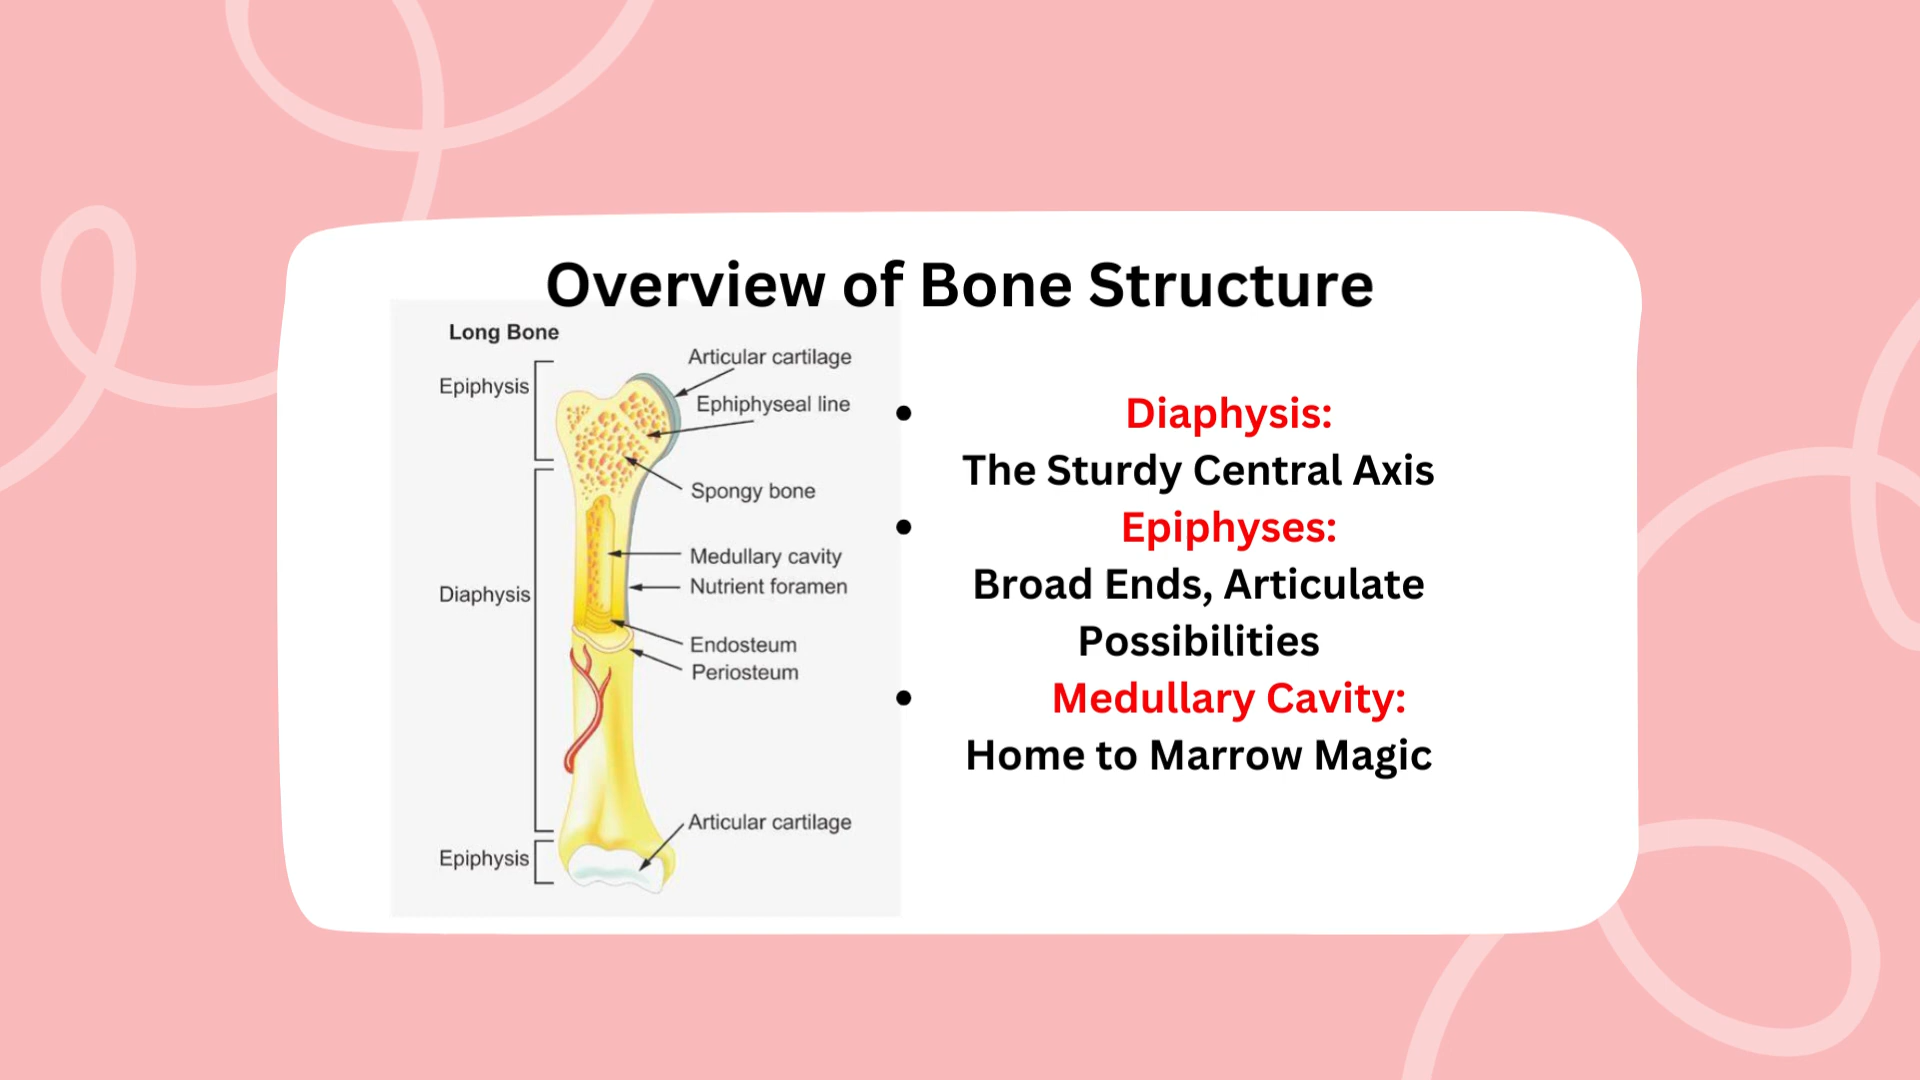 Overview of Bone Structure
Long Bone
Epiphysis
Diaphysis
Epiphysis
Articular cartilage
Ephiphyseal line
Spongy bone
Medullary cavity
Nutrient foramen
Endosteum
Periosteum
Articular cartilage
• Diaphysis:
The Sturdy Central Axis
• Epiphyses:
Broad Ends, Articulate
Possibilities
• Medullary Cavity:
Home to Marrow Magic